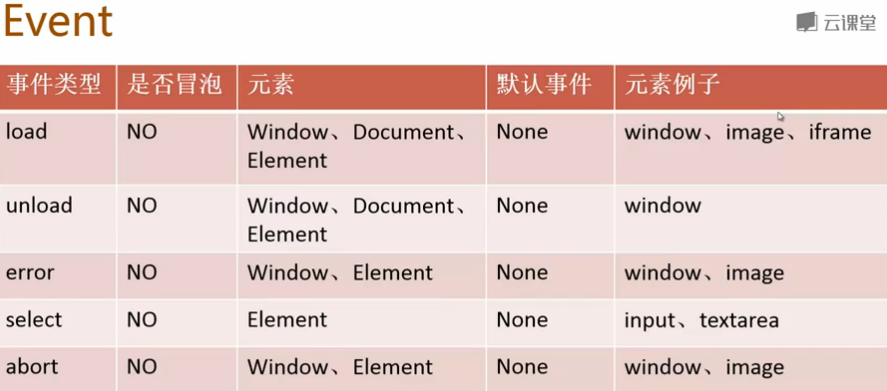 Event
云课堂
事件类型 是否冒泡 元素 默认事件 元素例子
load NO Window、Document、 None window、image、iframe
Element
unload NO Window、Document、 None window
Element
error NO Window、Element None window、image
select NO Element None input、textarea
abort NO Window、Element None window、image